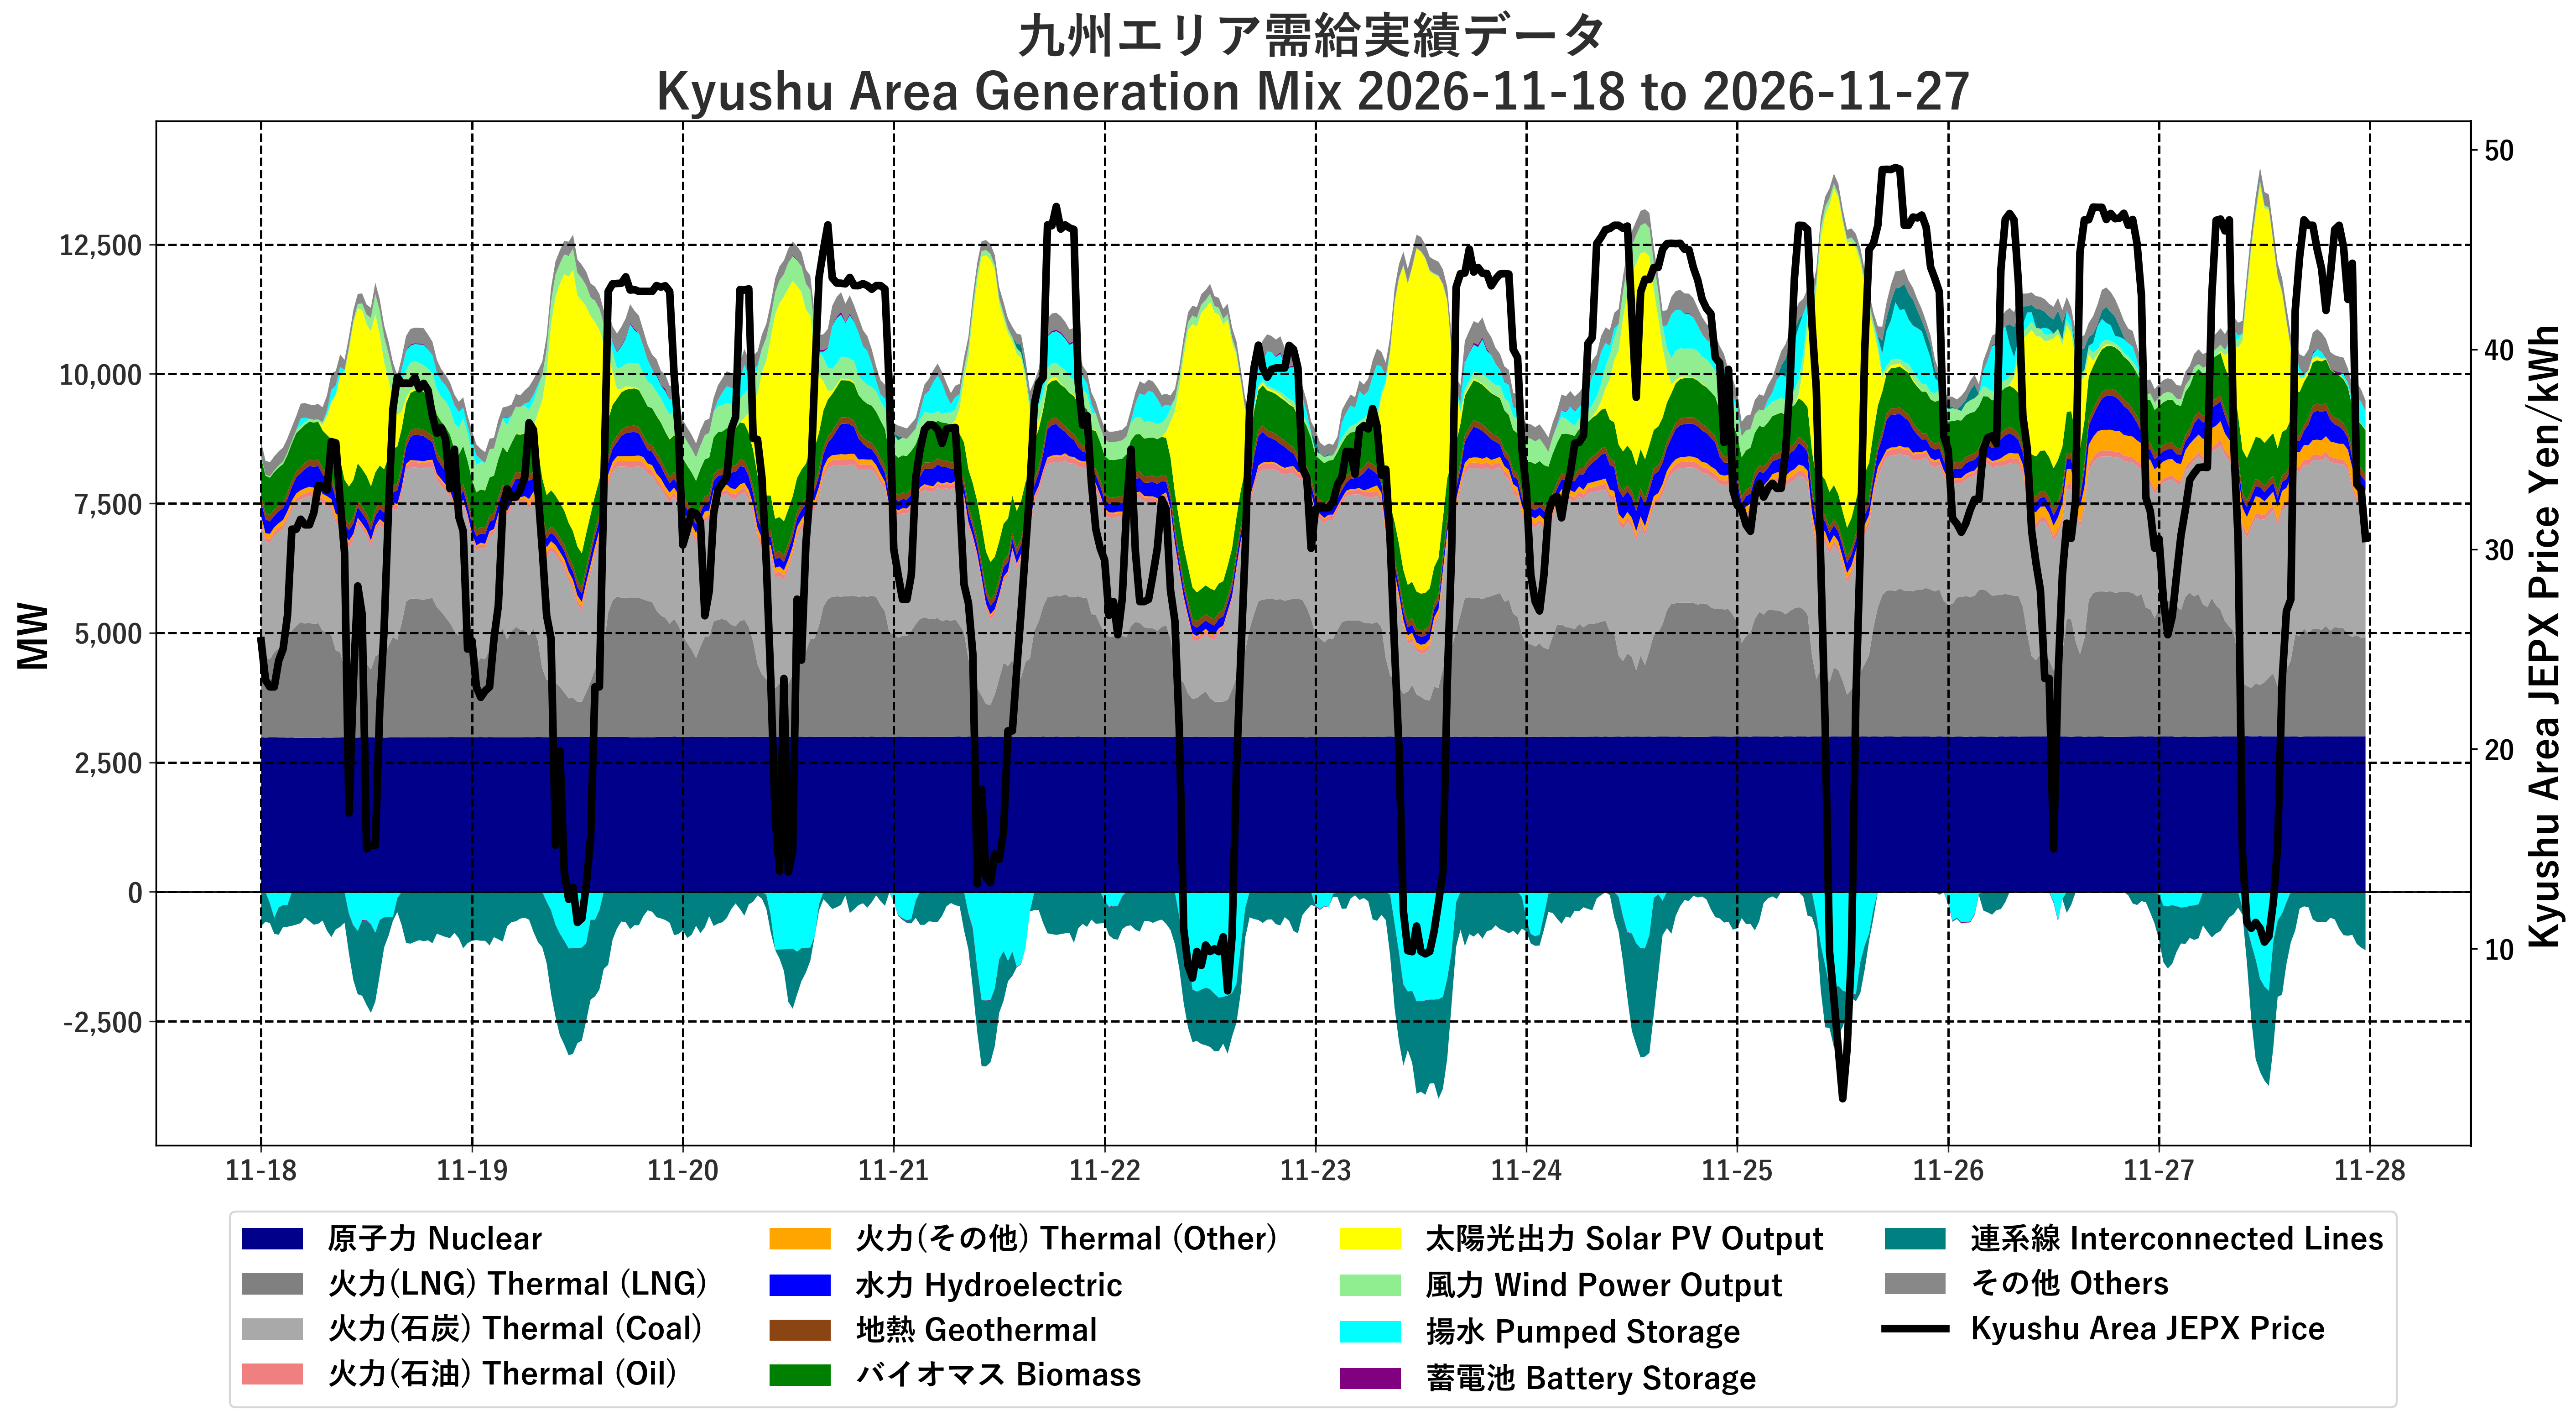 九州エリア需給実績データ
Kyushu Area Generation Mix 2026-11-18 to 2026-11-27
MW
12,500
10,000
7,500
5,000
2,500
0
-2,500
50
40
30
20
10
Kyushu Area JEPX Price Yen/kWh
11-18 11-19 11-20 11-21 11-22 11-23 11-24 11-25 11-26 11-27 11-28
原子力 Nuclear
火力(LNG) Thermal (LNG)
火力(石炭) Thermal (Coal)
火力(石油) Thermal (Oil)
火力(その他) Thermal (Other)
水力 Hydroelectric
地熱 Geothermal
バイオマス Biomass
太陽光出力 Solar PV Output
風力 Wind Power Output
揚水 Pumped Storage
蓄電池 Battery Storage
連系線 Interconnected Lines
その他 Others
Kyushu Area JEPX Price